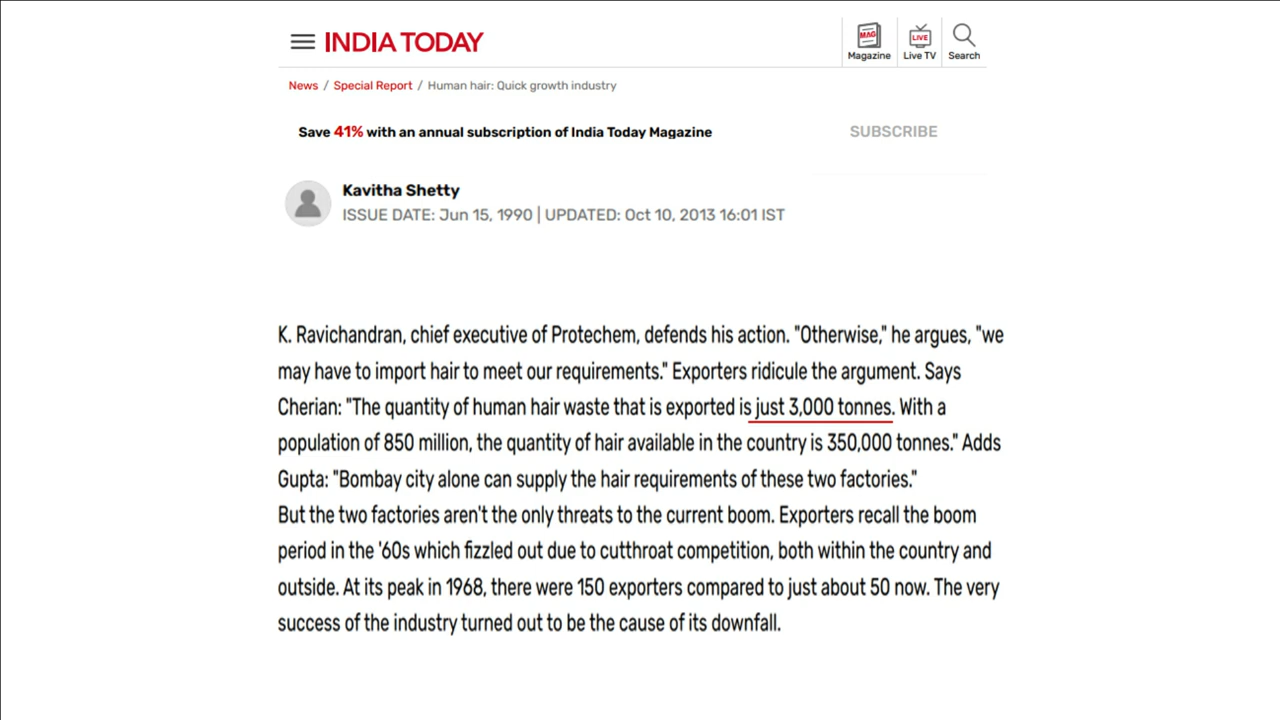 INDIA TODAY
MAG
Magazine
LIVE
Live TV
Search
News / Special Report / Human hair: Quick growth industry
Save 41% with an annual subscription of India Today Magazine
SUBSCRIBE
Kavitha Shetty
ISSUE DATE: Jun 15, 1990 | UPDATED: Oct 10, 2013 16:01 IST
K. Ravichandran, chief executive of Protechem, defends his action. "Otherwise," he argues, "we
may have to import hair to meet our requirements." Exporters ridicule the argument. Says
Cherian: "The quantity of human hair waste that is exported is just 3,000 tonnes. With a
population of 850 million, the quantity of hair available in the country is 350,000 tonnes." Adds
Gupta: "Bombay city alone can supply the hair requirements of these two factories."
But the two factories aren't the only threats to the current boom. Exporters recall the boom
period in the '60s which fizzled out due to cutthroat competition, both within the country and
outside. At its peak in 1968, there were 150 exporters compared to just about 50 now. The very
success of the industry turned out to be the cause of its downfall.